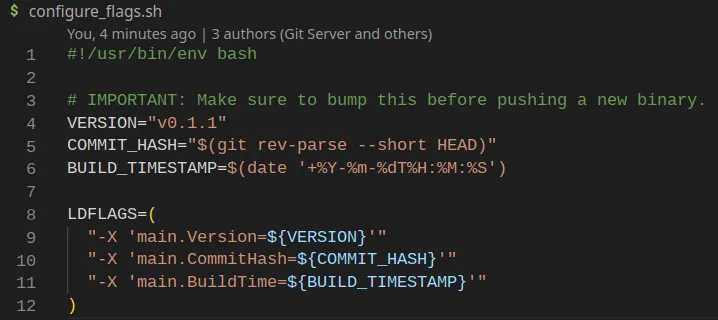 $ configure_flags.sh
You, 4 minutes ago | 3 authors (Git Server and others)
1 #!/usr/bin/env bash
2
3 # IMPORTANT: Make sure to bump this before pushing a new binary.
4 VERSION="v0.1.1"
5 COMMIT_HASH="$(git rev-parse --short HEAD)"
6 BUILD_TIMESTAMP=$(date '+%Y-%m-%dT%H:%M:%S')
7
8 LDFLAGS=(
9   "-X 'main.Version=${VERSION}'"
10   "-X 'main.CommitHash=${COMMIT_HASH}'"
11   "-X 'main.BuildTime=${BUILD_TIMESTAMP}'"
12 )